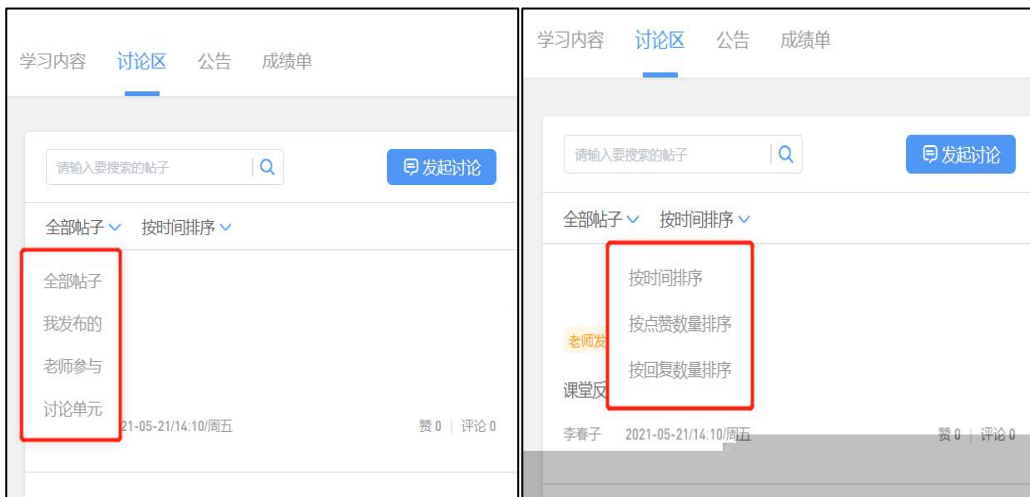 学习内容 讨论区 公告 成绩单
请输入要搜索的帖子
发起讨论
全部帖子 按时间排序
全部帖子
我发布的
老师参与
讨论单元
21-05-21/14:10/周五 赞 0 | 评论 0
学习内容 讨论区 公告 成绩单
请输入要搜索的帖子
发起讨论
全部帖子 按时间排序
按时间排序
按点赞数量排序
老师发
按回复数量排序
课堂反
李春子 2021-05-21/14:10/周五 赞 0 | 评论 0